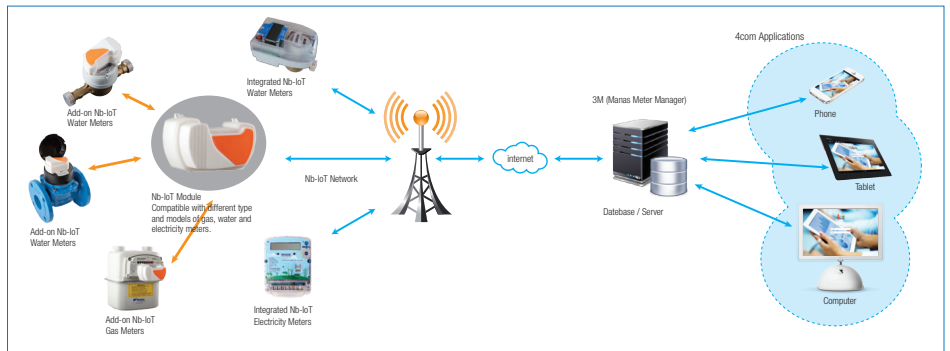 4com Applications
Integrated Nb-IoT
Water Meters
3M (Manas Meter Manager)
Phone
Add-on Nb-IoT
Water Meters
internet
Nb-IoT Network
Tablet
Nb-IoT Module
Compatible with different type
and models of gas, water and
electricity meters.
Datebase / Server
Add-on Nb-IoT
Water Meters
Computer
Integrated Nb-IoT
Electricity Meters
Add-on Nb-IoT
Gas Meters